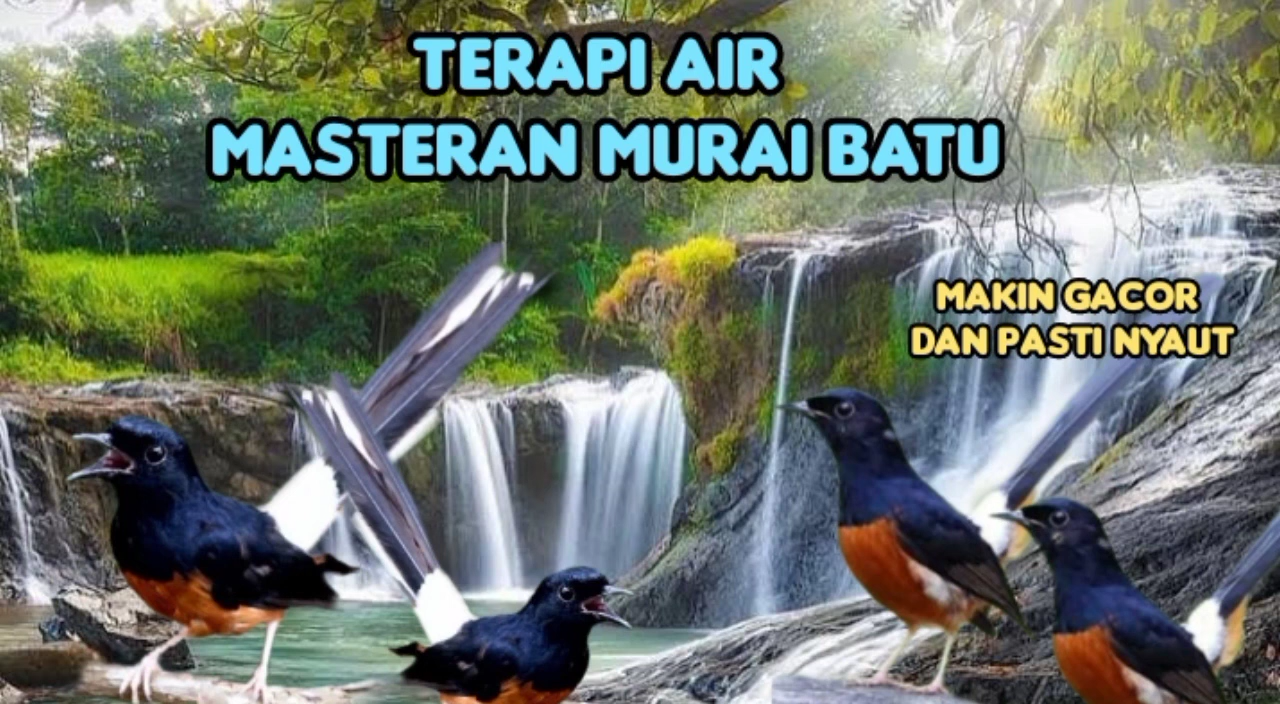 TERAPI AIR
MASTERAN MURAI BATU
MAKIN GACOR
DAN PASTI NYAUT